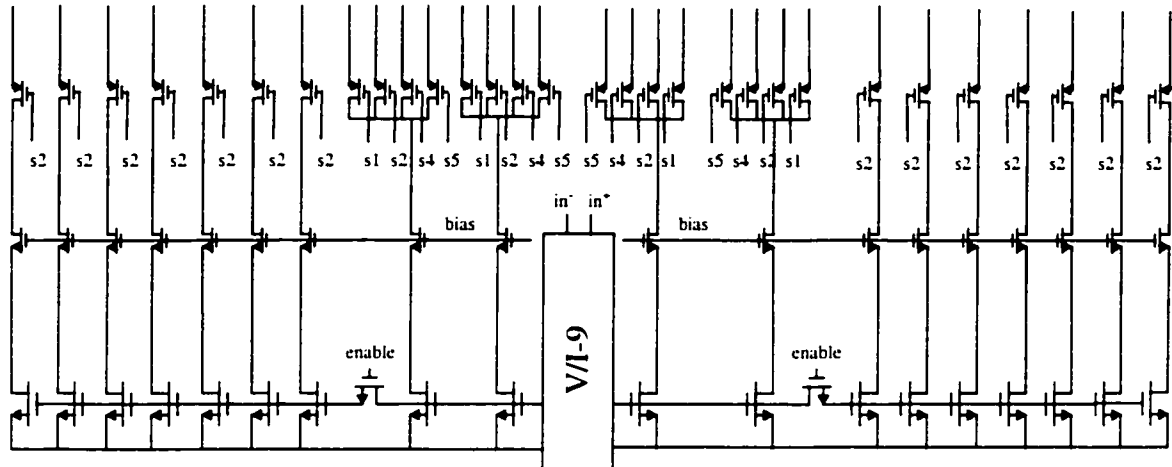 s2 s2 s2 s2 s2 s2 s2 s1 s2 s4 s5 s1 s2 s4 s5 s5 s4 s2 s1 s5 s4 s2 s1 s2 s2 s2 s2 s2 s2 s2
in- in+
bias bias
V/I-9
enable enable